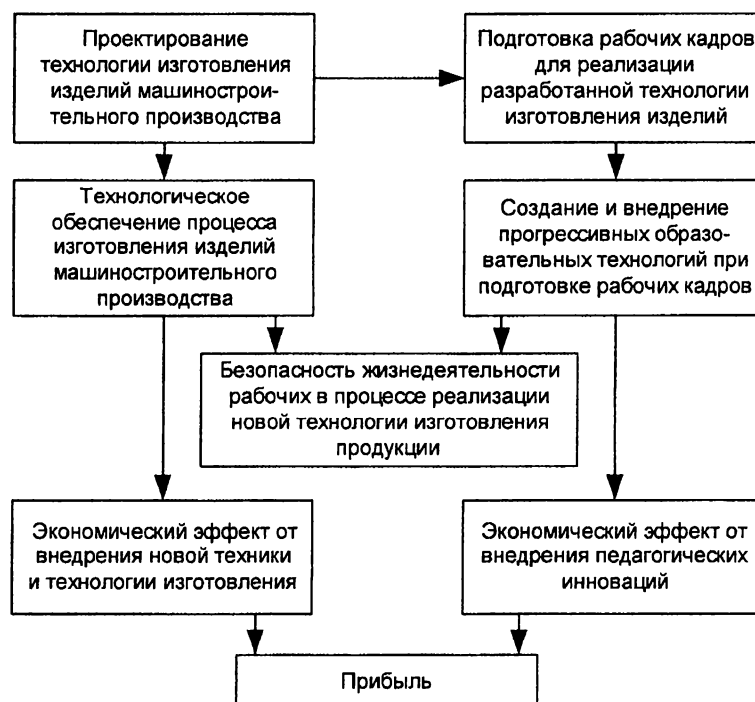 Проектирование
технологии изготовления
изделий машинострои-
тельного производства
Подготовка рабочих кадров
для реализации
разработанной технологии
изготовления изделий
Технологическое
обеспечение процесса
изготовления изделий
машиностроительного
производства
Создание и внедрение
прогрессивных образо-
вательных технологий при
подготовке рабочих кадров
Безопасность жизнедеятельности
рабочих в процессе реализации
новой технологии изготовления
продукции
Экономический эффект от
внедрения новой техники
и технологии изготовления
Экономический эффект от
внедрения педагогических
инноваций
Прибыль